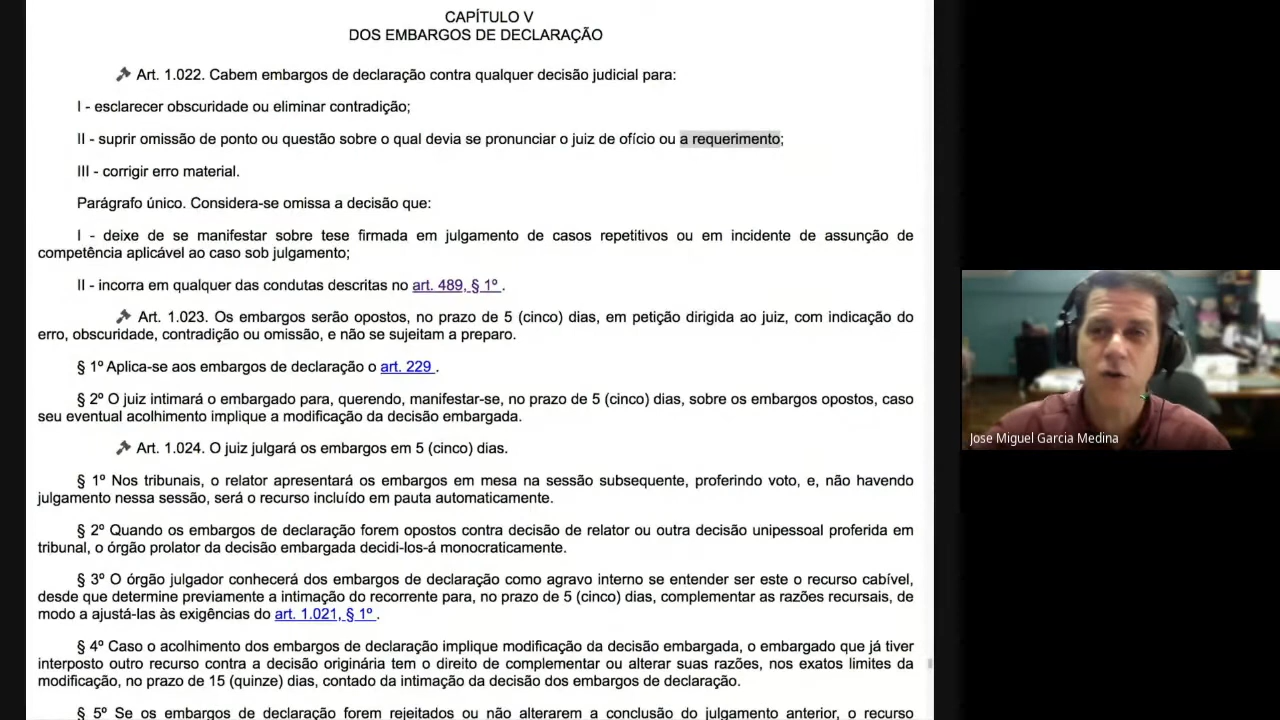 CAPÍTULO V
DOS EMBARGOS DE DECLARAÇÃO
Art. 1.022. Cabem embargos de declaração contra qualquer decisão judicial para:
I - esclarecer obscuridade ou eliminar contradição;
II - suprir omissão de ponto ou questão sobre o qual devia se pronunciar o juiz de ofício ou a requerimento;
III - corrigir erro material.
Parágrafo único. Considera-se omissa a decisão que:
I - deixe de se manifestar sobre tese firmada em julgamento de casos repetitivos ou em incidente de assunção de
competência aplicável ao caso sob julgamento;
II - incorra em qualquer das condutas descritas no art. 489, § 1º .
Art. 1.023. Os embargos serão opostos, no prazo de 5 (cinco) dias, em petição dirigida ao juiz, com indicação do
erro, obscuridade, contradição ou omissão, e não se sujeitam a preparo.
§ 1º Aplica-se aos embargos de declaração o art. 229 .
§ 2º O juiz intimará o embargado para, querendo, manifestar-se, no prazo de 5 (cinco) dias, sobre os embargos opostos, caso
seu eventual acolhimento implique a modificação da decisão embargada.
Art. 1.024. O juiz julgará os embargos em 5 (cinco) dias.
§ 1º Nos tribunais, o relator apresentará os embargos em mesa na sessão subsequente, proferindo voto, e, não havendo
julgamento nessa sessão, será o recurso incluído em pauta automaticamente.
§ 2º Quando os embargos de declaração forem opostos contra decisão de relator ou outra decisão unipessoal proferida em
tribunal, o órgão prolator da decisão embargada decidi-los-á monocraticamente.
§ 3º O órgão julgador conhecerá dos embargos de declaração como agravo interno se entender ser este o recurso cabível,
desde que determine previamente a intimação do recorrente para, no prazo de 5 (cinco) dias, complementar as razões recursais, de
modo a ajustá-las às exigências do art. 1.021, § 1º .
§ 4º Caso o acolhimento dos embargos de declaração implique modificação da decisão embargada, o embargado que já tiver
interposto outro recurso contra a decisão originária tem o direito de complementar ou alterar suas razões, nos exatos limites da
modificação, no prazo de 15 (quinze) dias, contado da intimação da decisão dos embargos de declaração.
§ 5º Se os embargos de declaração forem rejeitados ou não alterarem a conclusão do julgamento anterior, o recurso
Jose Miguel Garcia Medina